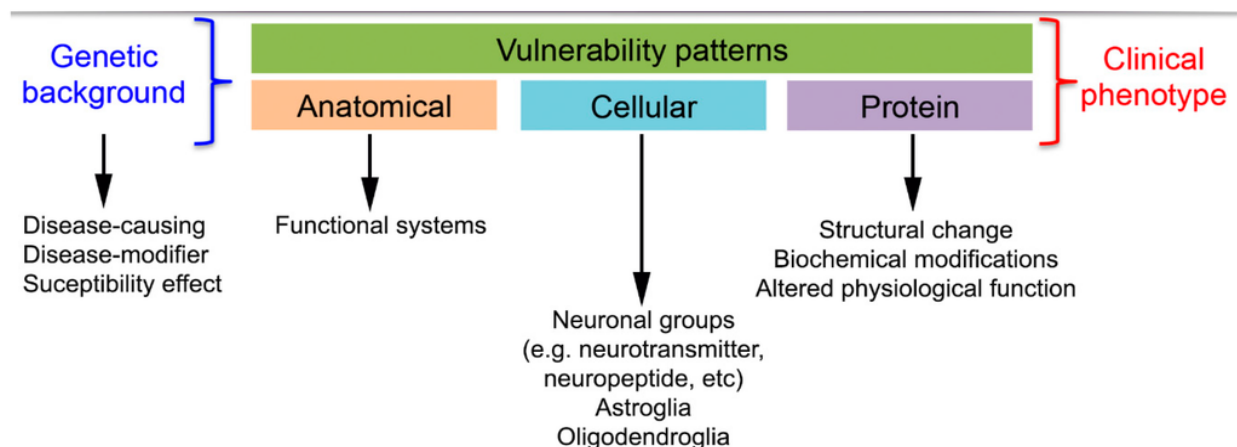 Genetic
background
Vulnerability patterns
Anatomical
Cellular
Protein
Clinical
phenotype
Disease-causing
Disease-modifier
Suceptibility effect
Functional systems
Neuronal groups
(e.g. neurotransmitter,
neuropeptide, etc)
Astroglia
Oligodendroglia
Structural change
Biochemical modifications
Altered physiological function